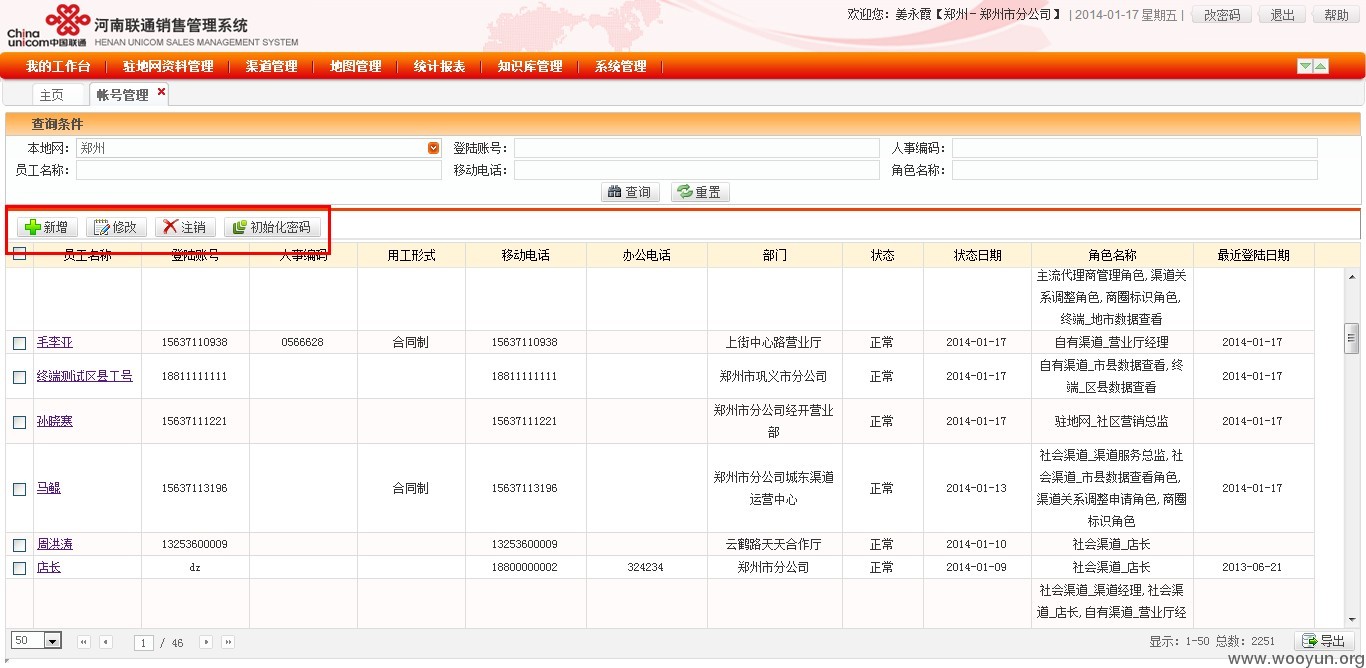 China unicom中国联通
河南联通销售管理系统
HENAN UNICOM SALES MANAGEMENT SYSTEM
欢迎您：姜永霞【郑州－郑州市分公司】 | 2014-01-17 星期五 | 改密码 退出 帮助
我的工作台 | 驻地网资料管理 | 渠道管理 | 地图管理 | 统计报表 | 知识库管理 | 系统管理 |
主页 帐号管理
查询条件
本地网： 郑州 登陆账号： 人事编码：
员工名称： 移动电话： 角色名称：
查询 重置
新增 修改 注销 初始化密码
员工名称 登陆账号 人事编码 用工形式 移动电话 办公电话 部门 状态 状态日期 角色名称 最近登陆日期
主流代理商管理角色, 渠道关
系调整角色, 商圈标识角色,
终端_地市数据查看
毛李亚 15637110938 0566628 合同制 15637110938 上街中心路营业厅 正常 2014-01-17 自有渠道_营业厅经理 2014-01-17
终端测试区县工号 18811111111 18811111111 郑州市巩义市分公司 正常 2014-01-17 自有渠道_市县数据查看, 终
端_区县数据查看 2014-01-17
孙晓寒 15637111221 15637111221 郑州市分公司经开营业
部 正常 2014-01-17 驻地网_社区营销总监 2014-01-17
马鲲 15637113196 合同制 15637113196 郑州市分公司城东渠道
运营中心 正常 2014-01-13 社会渠道_渠道服务总监, 社
会渠道_市县数据查看角色,
渠道关系调整申请角色, 商圈
标识角色 2014-01-17
周洪涛 13253600009 13253600009 云鹤路天天合作厅 正常 2014-01-10 社会渠道_店长
店长 dz 18800000002 324234 郑州市分公司 正常 2014-01-09 社会渠道_店长 2013-06-21
社会渠道_渠道经理, 社会渠
道_店长, 自有渠道_营业厅经
50 1 / 46 显示：1-50 总数：2251 导出
www.wooyun.org